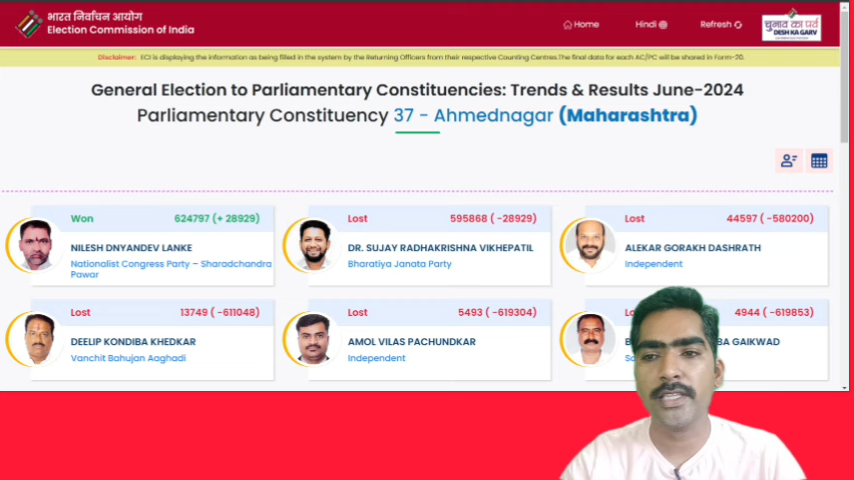 भारत निर्वाचन आयोग
Election Commission of India
Home
Hindi
Refresh
चुनाव का पर्व
DESH KA GARV
Disclaimer: ECI is displaying the information as being filled in the system by the Returning Officers from their respective Counting Centres.The final data for each AC/PC will be shared in Form-20.
General Election to Parliamentary Constituencies: Trends & Results June-2024
Parliamentary Constituency 37 - Ahmednagar (Maharashtra)
Won 624797 (+ 28929)
NILESH DNYANDEV LANKE
Nationalist Congress Party – Sharadchandra
Pawar
Lost 595868 ( -28929)
DR. SUJAY RADHAKRISHNA VIKHEPATIL
Bharatiya Janata Party
Lost 44597 ( -580200)
ALEKAR GORAKH DASHRATH
Independent
Lost 13749 ( -611048)
DEELIP KONDIBA KHEDKAR
Vanchit Bahujan Aaghadi
Lost 5493 ( -619304)
AMOL VILAS PACHUNDKAR
Independent
4944 ( -619853)
GAIKWAD